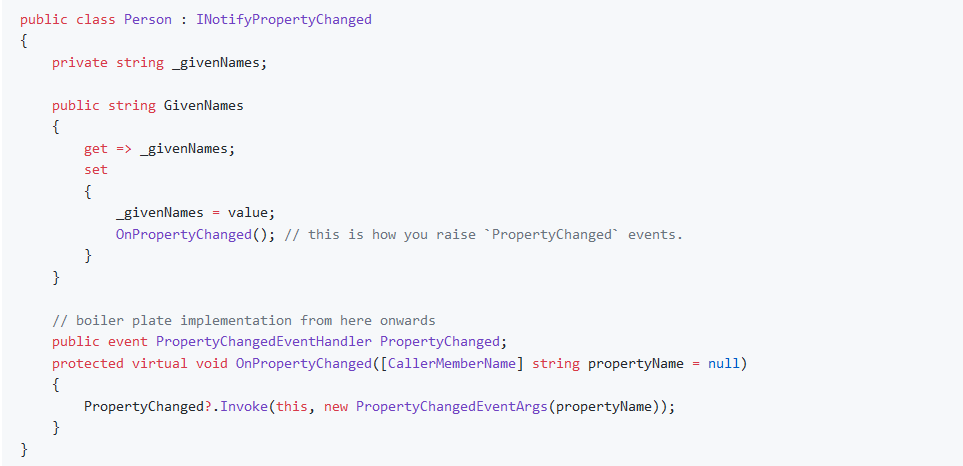 public class Person : INotifyPropertyChanged
{
    private string _givenNames;

    public string GivenNames
    {
        get => _givenNames;
        set
        {
            _givenNames = value;
            OnPropertyChanged(); // this is how you raise `PropertyChanged` events.
        }
    }

    // boiler plate implementation from here onwards
    public event PropertyChangedEventHandler PropertyChanged;
    protected virtual void OnPropertyChanged([CallerMemberName] string propertyName = null)
    {
        PropertyChanged?.Invoke(this, new PropertyChangedEventArgs(propertyName));
    }
}